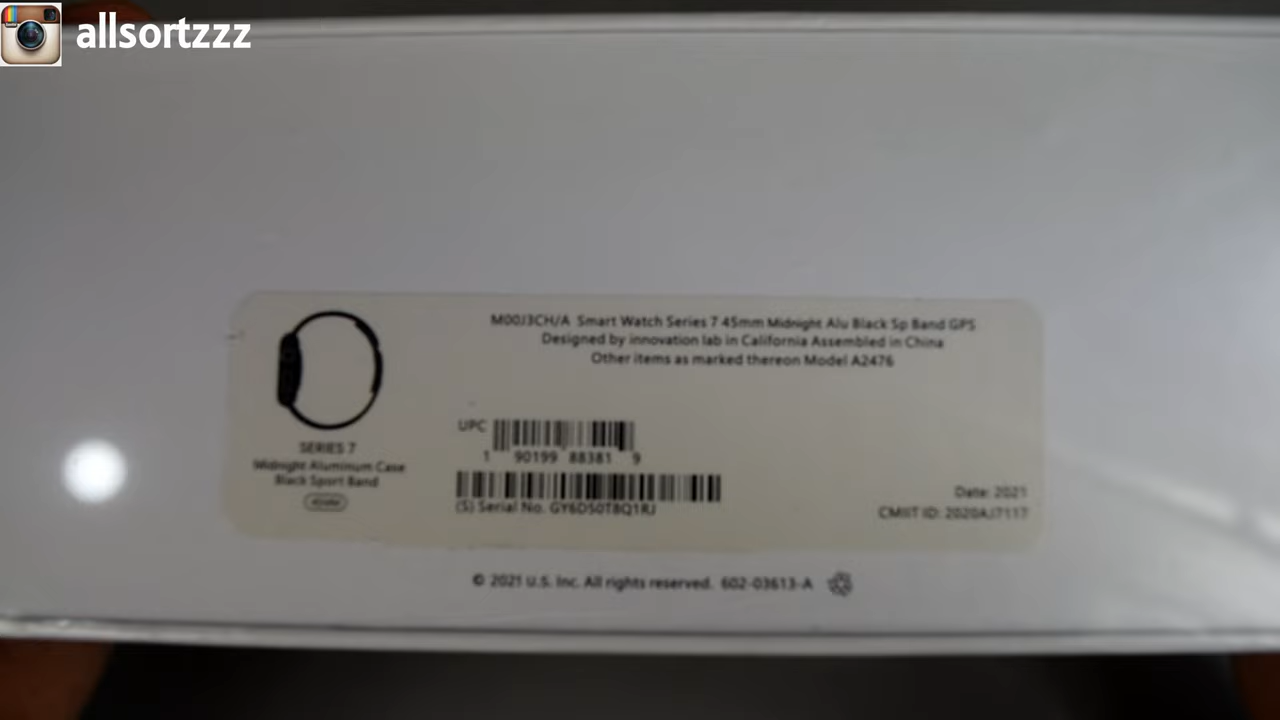 allsortzzz
M00J3CH/A Smart Watch Series 7 45mm Midnight Alu Black Sp Band GPS
Designed by innovation lab in California Assembled in China
Other items as marked thereon Model A2476
UPC
1 90199 88381 9
(S) Serial No. GY6D50T8Q1RJ
SERIES 7
Midnight Aluminum Case
Black Sport Band
Date: 2021
CMIIT ID: 2020AJ7117
© 2021 U.S. Inc. All rights reserved. 602-03613-A